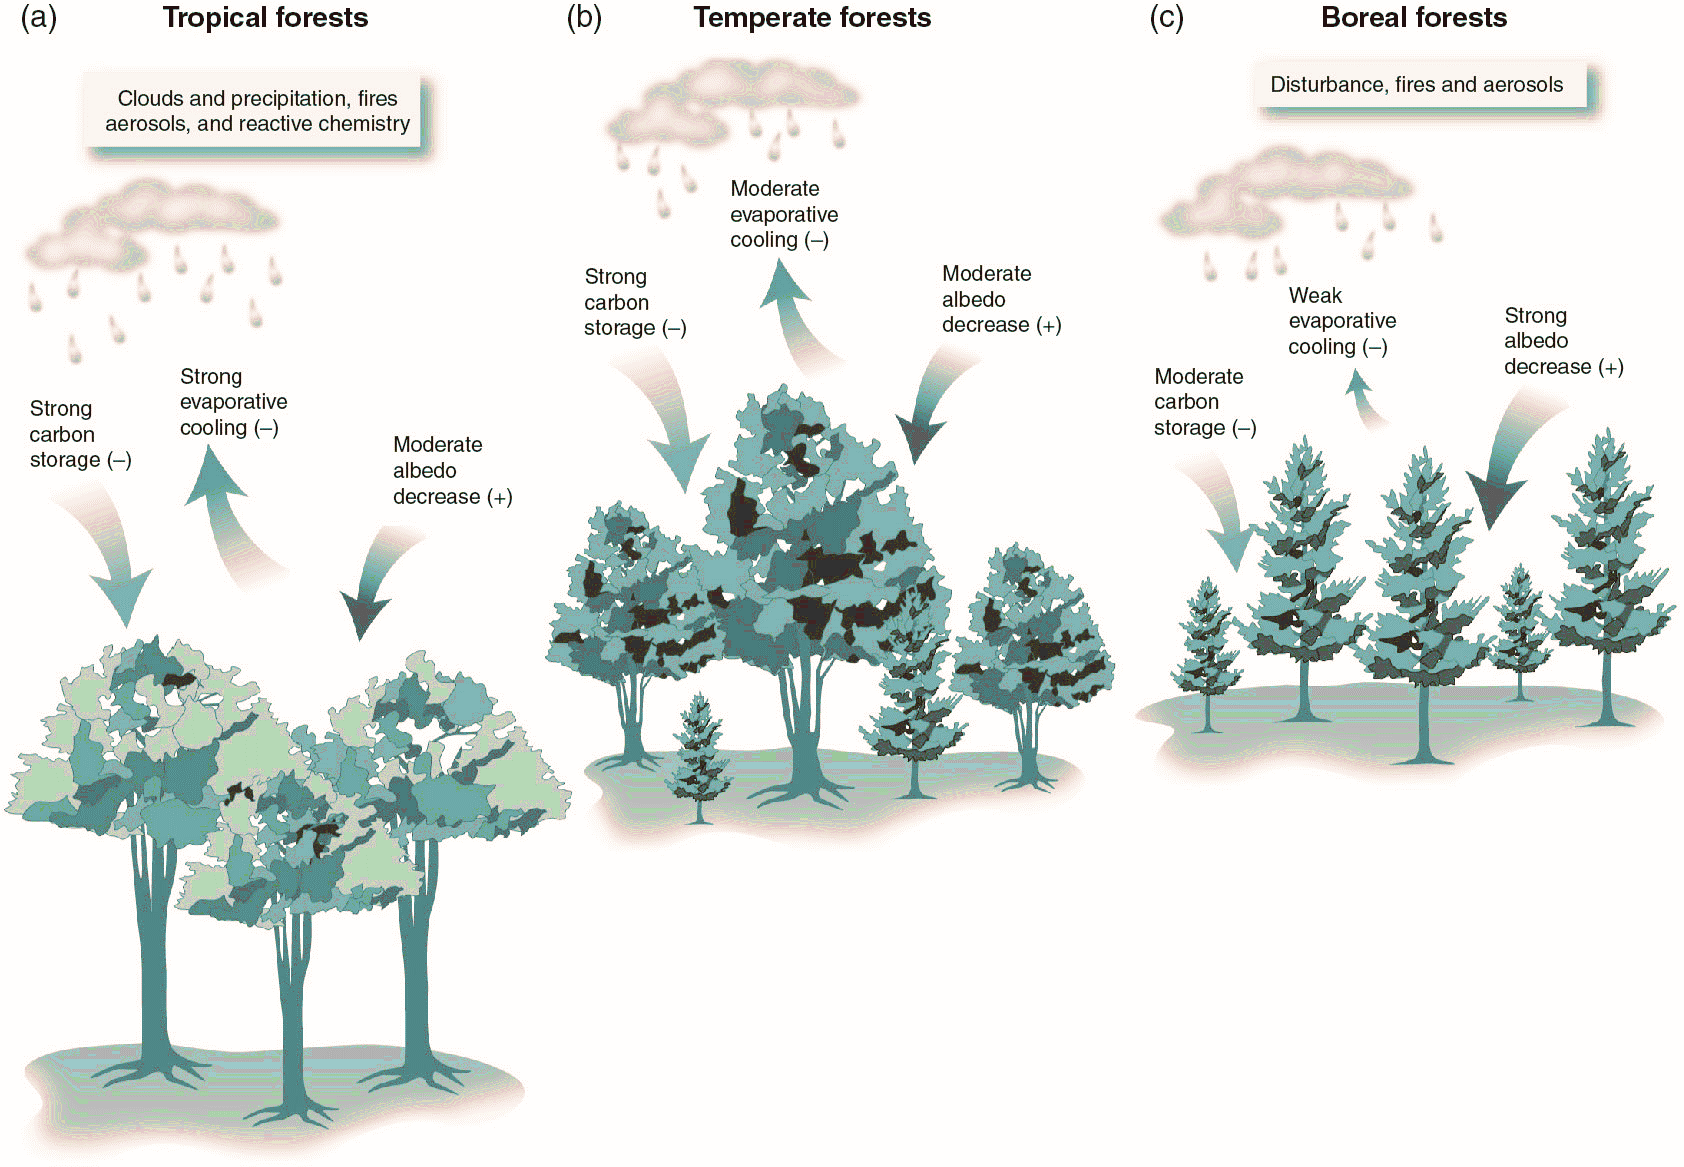 (a) Tropical forests
Clouds and precipitation, fires
aerosols, and reactive chemistry
Strong
carbon
storage (–)
Strong
evaporative
cooling (–)
Moderate
albedo
decrease (+)
(b) Temperate forests
Moderate
evaporative
cooling (–)
Strong
carbon
storage (–)
Moderate
albedo
decrease (+)
(c) Boreal forests
Disturbance, fires and aerosols
Weak
evaporative
cooling (–)
Strong
albedo
decrease (+)
Moderate
carbon
storage (–)